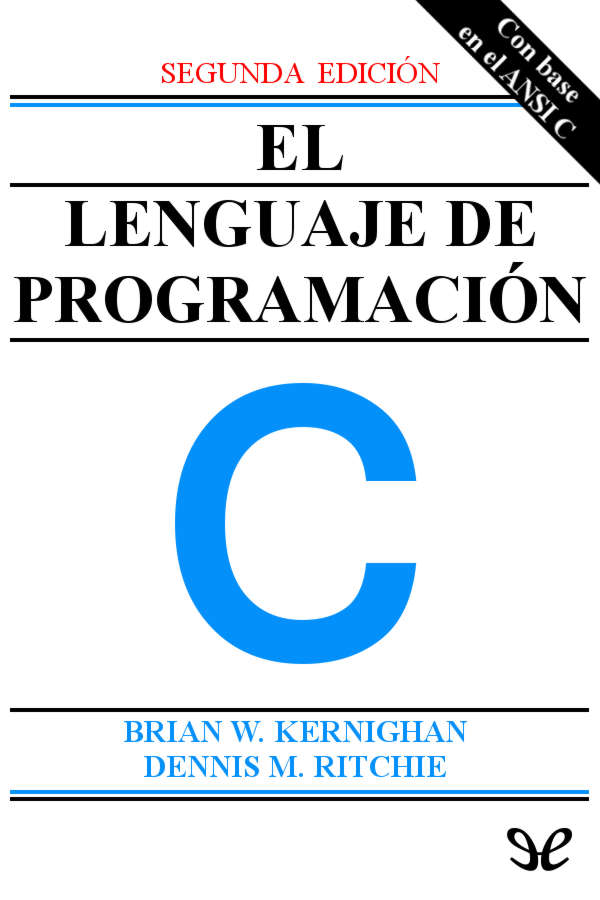 SEGUNDA EDICIÓN
Con base
en el ANSI C
EL
LENGUAJE DE
PROGRAMACIÓN
C
BRIAN W. KERNIGHAN
DENNIS M. RITCHIE